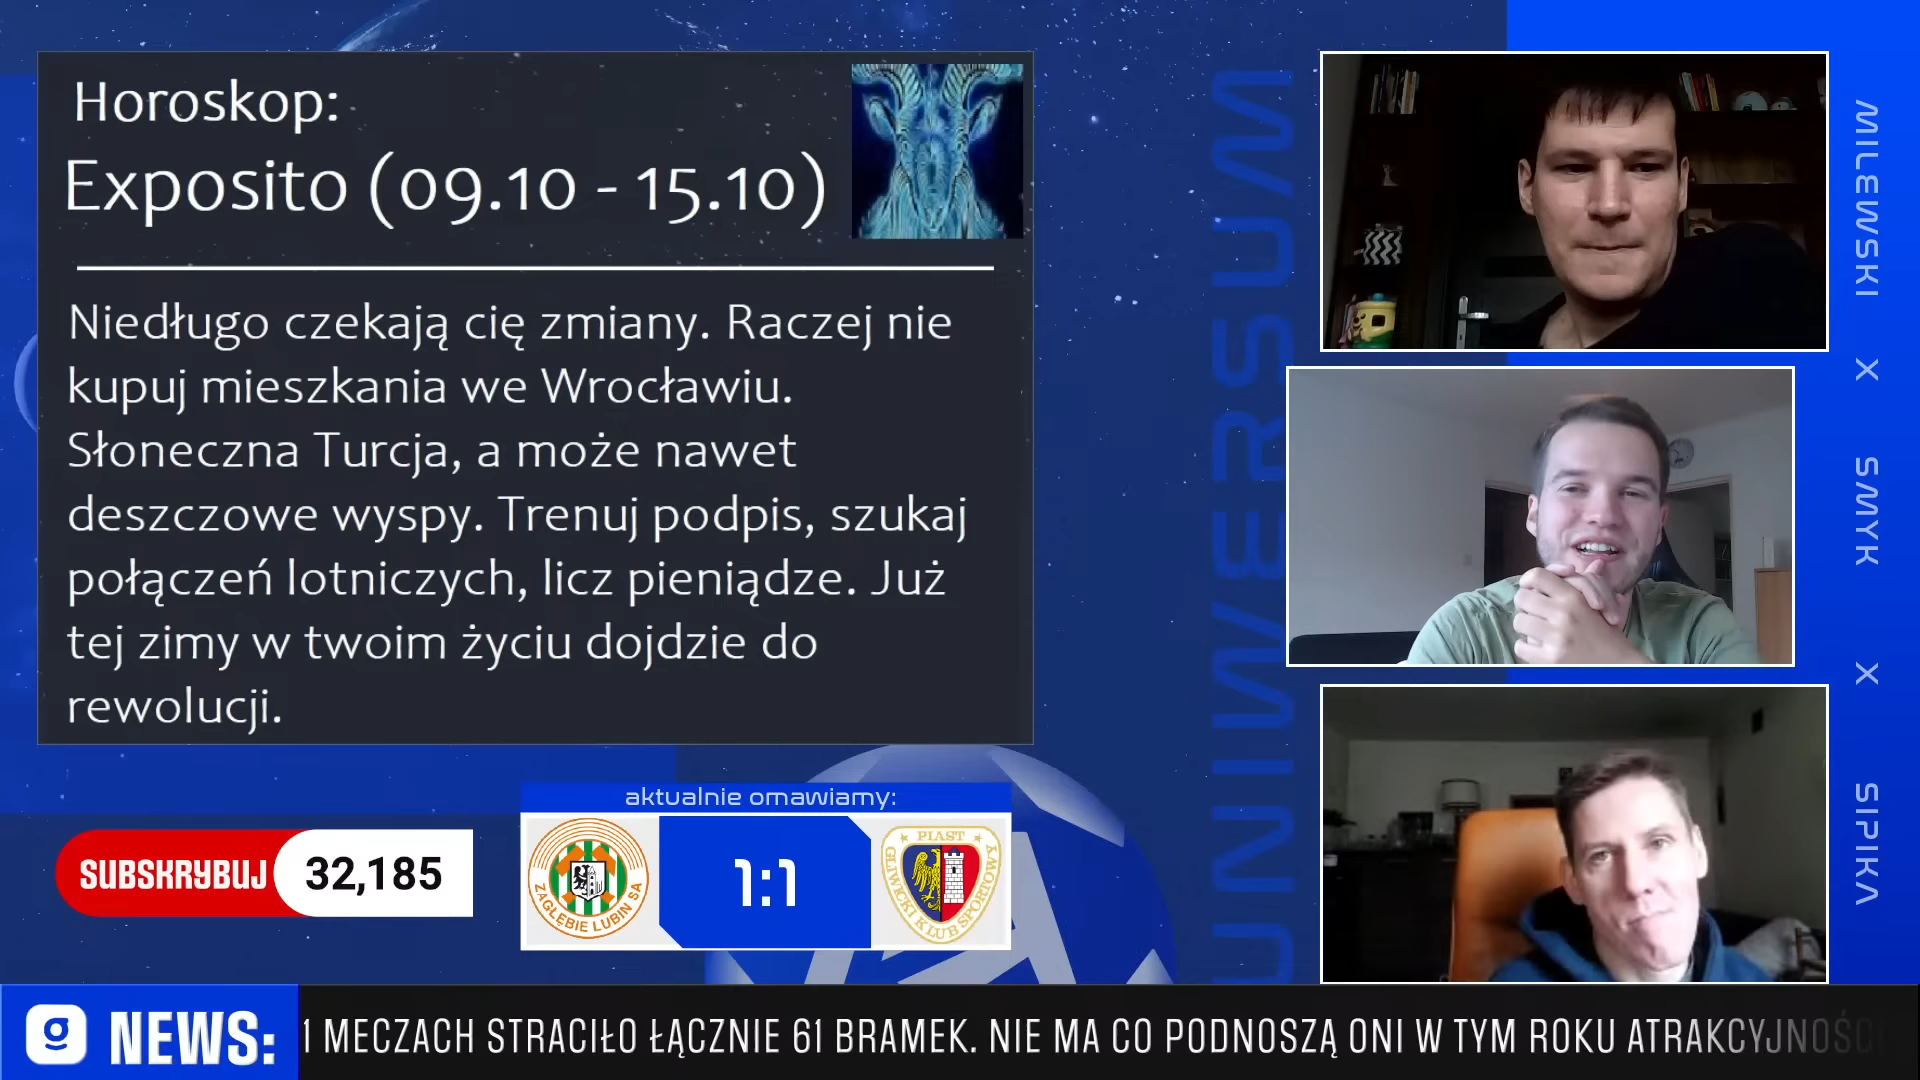 Horoskop:
Exposito (09.10 - 15.10)
Niedługo czekają cię zmiany. Raczej nie
kupuj mieszkania we Wrocławiu.
Słoneczna Turcja, a może nawet
deszczowe wyspy. Trenuj podpis, szukaj
połączeń lotniczych, licz pieniądze. Już
tej zimy w twoim życiu dojdzie do
rewolucji.
UNIWERSUM
MILEWSKI X SMYK X SIPIKA
aktualnie omawiamy:
ZAGŁĘBIE LUBIN SA
1:1
PIAST
GLIWICKI KLUB SPORTOWY
SUBSKRYBUJ 32,185
g NEWS: 1 MECZACH STRACIŁO ŁĄCZNIE 61 BRAMEK. NIE MA CO PODNOSZĄ ONI W TYM ROKU ATRAKCYJNOŚC